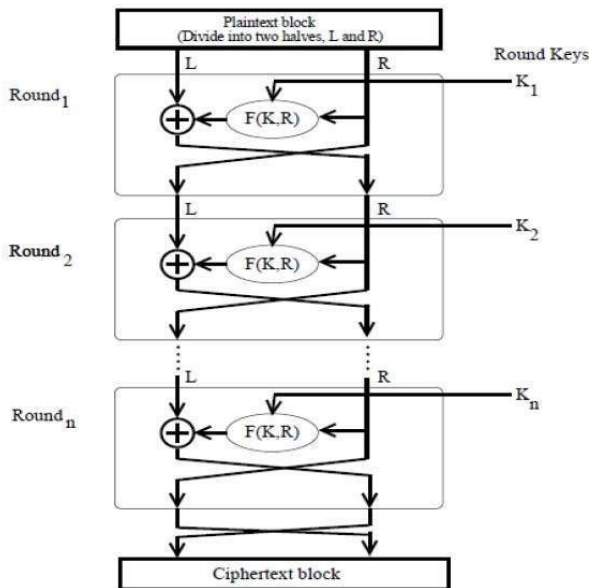 Plaintext block
(Divide into two halves, L and R)
L
R
Round Keys
Round1
F(K,R)
K1
L
R
Round2
F(K,R)
K2
L
R
Roundn
F(K,R)
Kn
Ciphertext block